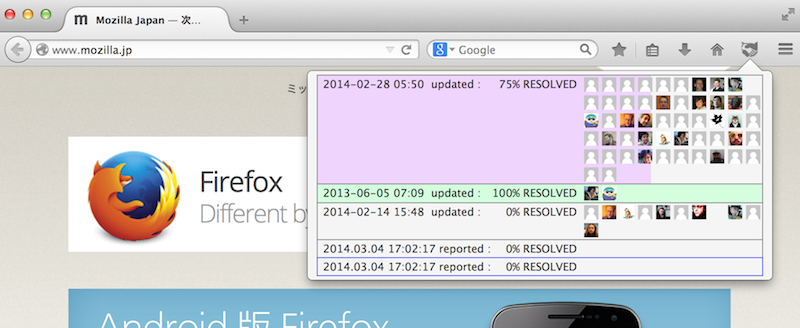 m Mozilla Japan — 次...
www.mozilla.jp
Google
ミッ
2014-02-28 05:50 updated : 75% RESOLVED
2013-06-05 07:09 updated : 100% RESOLVED
2014-02-14 15:48 updated : 0% RESOLVED
2014.03.04 17:02:17 reported : 0% RESOLVED
2014.03.04 17:02:17 reported : 0% RESOLVED
Firefox
Different by
Android 版 Firefox